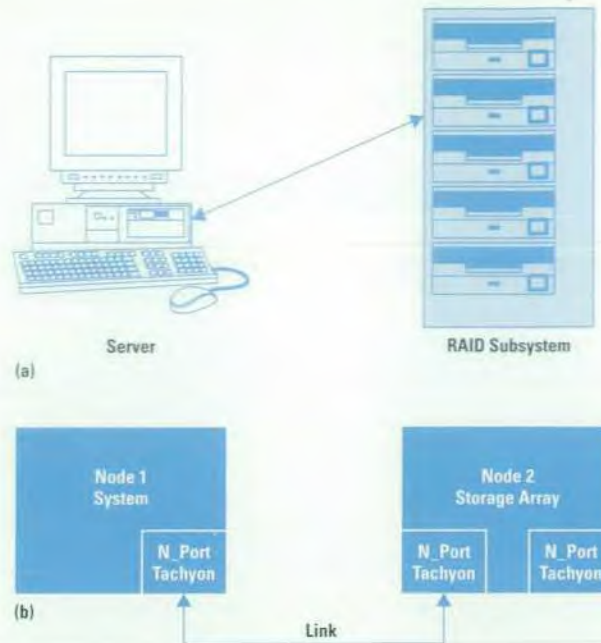 Server
RAID Subsystem
(a)
Node 1
System
Node 2
Storage Array
N_Port
Tachyon
N_Port
Tachyon
N_Port
Tachyon
(b)
Link